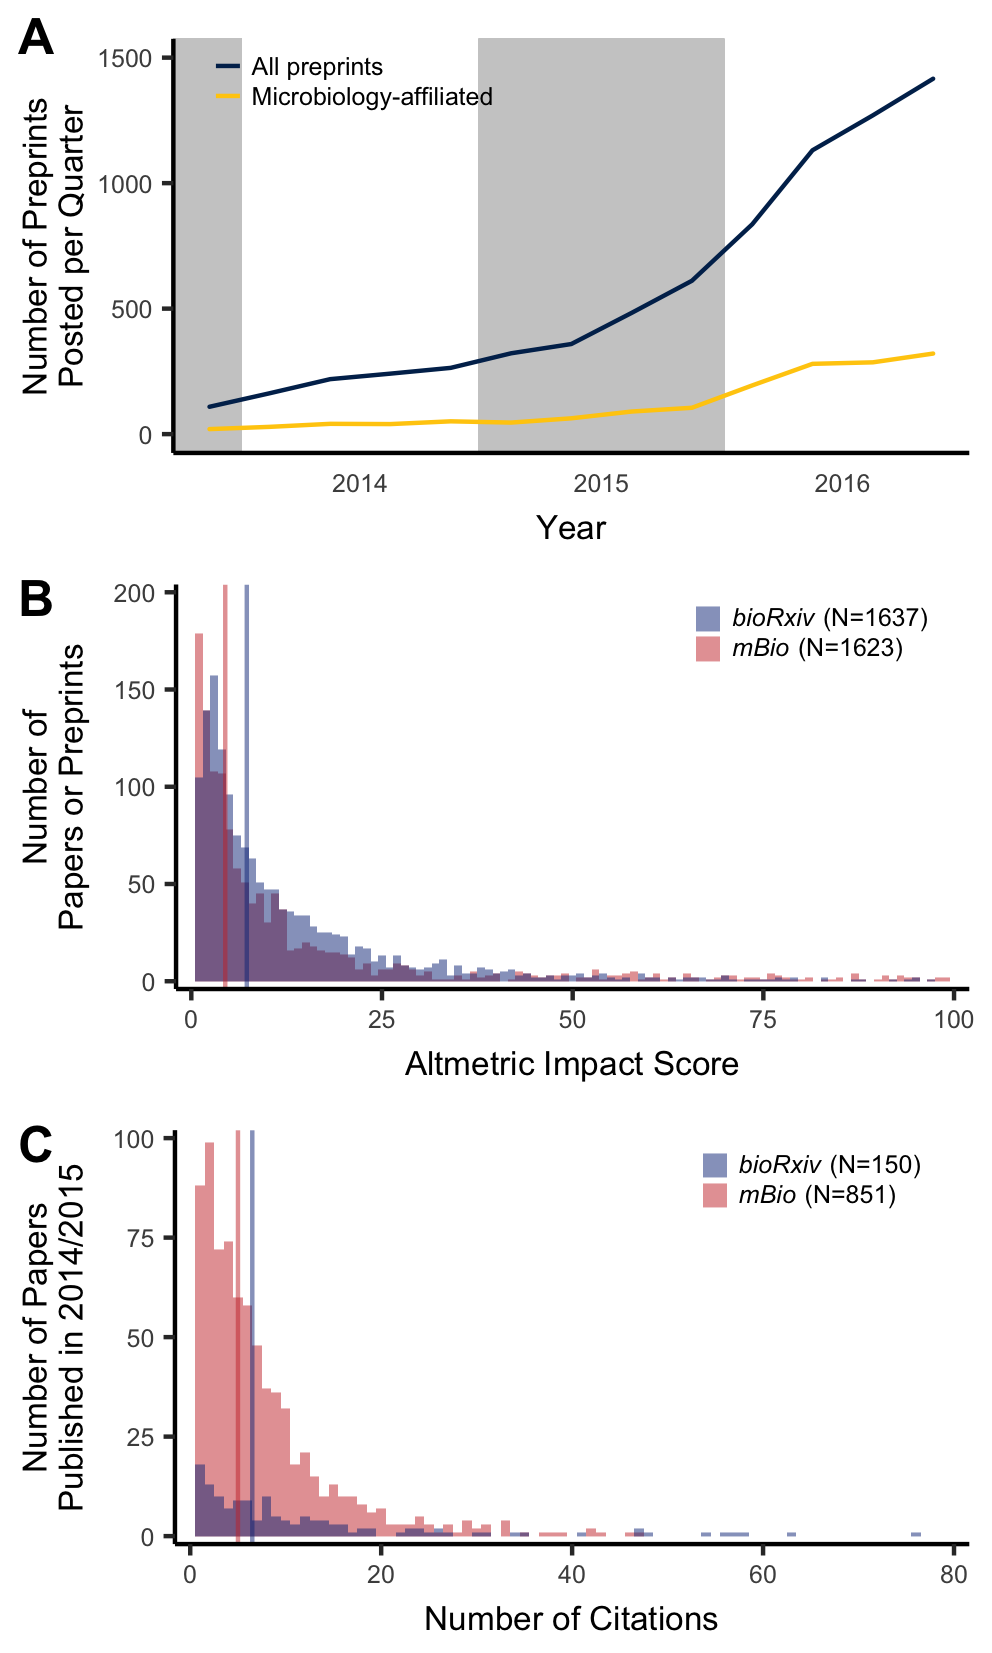 A
Number of Preprints
Posted per Quarter
1500
1000
500
0
All preprints
Microbiology-affiliated
2014
2015
2016
Year
B
Number of
Papers or Preprints
200
150
100
50
0
bioRxiv (N=1637)
mBio (N=1623)
0
25
50
75
100
Altmetric Impact Score
C
Number of Papers
Published in 2014/2015
100
75
50
25
0
bioRxiv (N=150)
mBio (N=851)
0
20
40
60
80
Number of Citations